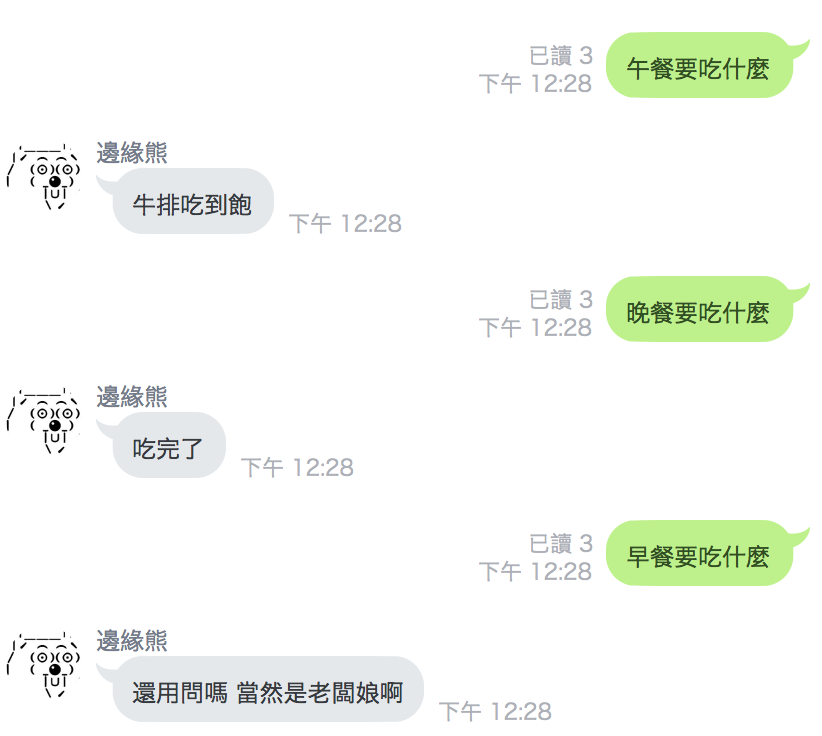 已讀 3
下午 12:28
午餐要吃什麼
邊緣熊
牛排吃到飽
下午 12:28
已讀 3
下午 12:28
晚餐要吃什麼
邊緣熊
吃完了
下午 12:28
已讀 3
下午 12:28
早餐要吃什麼
邊緣熊
還用問嗎 當然是老闆娘啊
下午 12:28